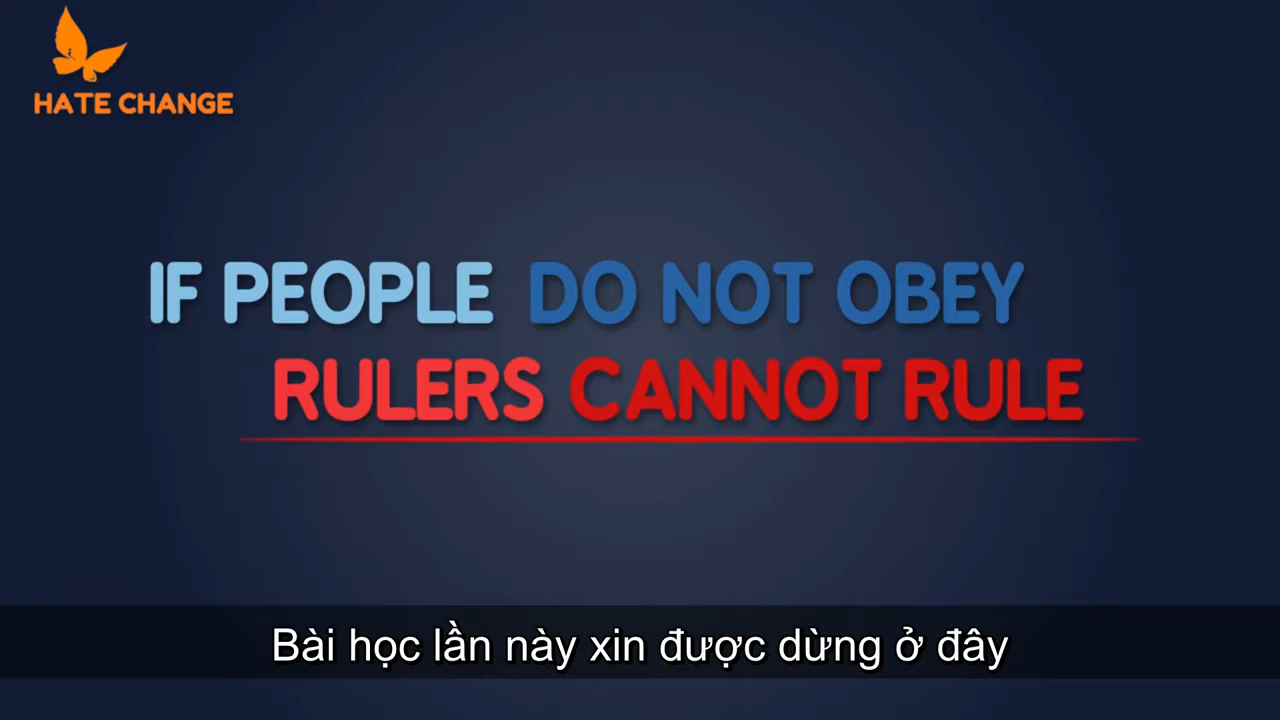 HATE CHANGE
IF PEOPLE DO NOT OBEY
RULERS CANNOT RULE
Bài học lần này xin được dừng ở đây